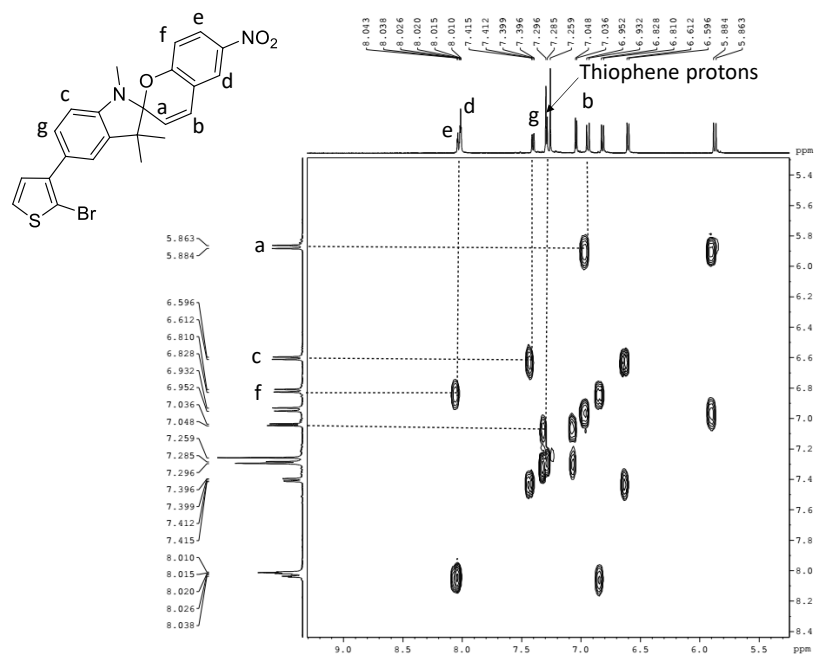 e
f
NO₂
O
d
N
c
a
b
g
S
Br
8.043
8.038
8.026
8.020
8.015
8.010
7.415
7.412
7.399
7.396
7.296
7.285
7.259
7.048
7.036
6.952
6.932
6.828
6.810
6.612
6.596
5.884
5.863
Thiophene protons
d
b
e
g
ppm
5.863
5.884
a
6.596
6.612
6.810
6.828
6.932
6.952
7.036
7.048
7.259
7.285
7.296
7.396
7.399
7.412
7.415
8.010
8.015
8.020
8.026
8.038
c
f
5.4
5.6
5.8
6.0
6.2
6.4
6.6
6.8
7.0
7.2
7.4
7.6
7.8
8.0
8.2
8.4
9.0 8.5 8.0 7.5 7.0 6.5 6.0 5.5 ppm